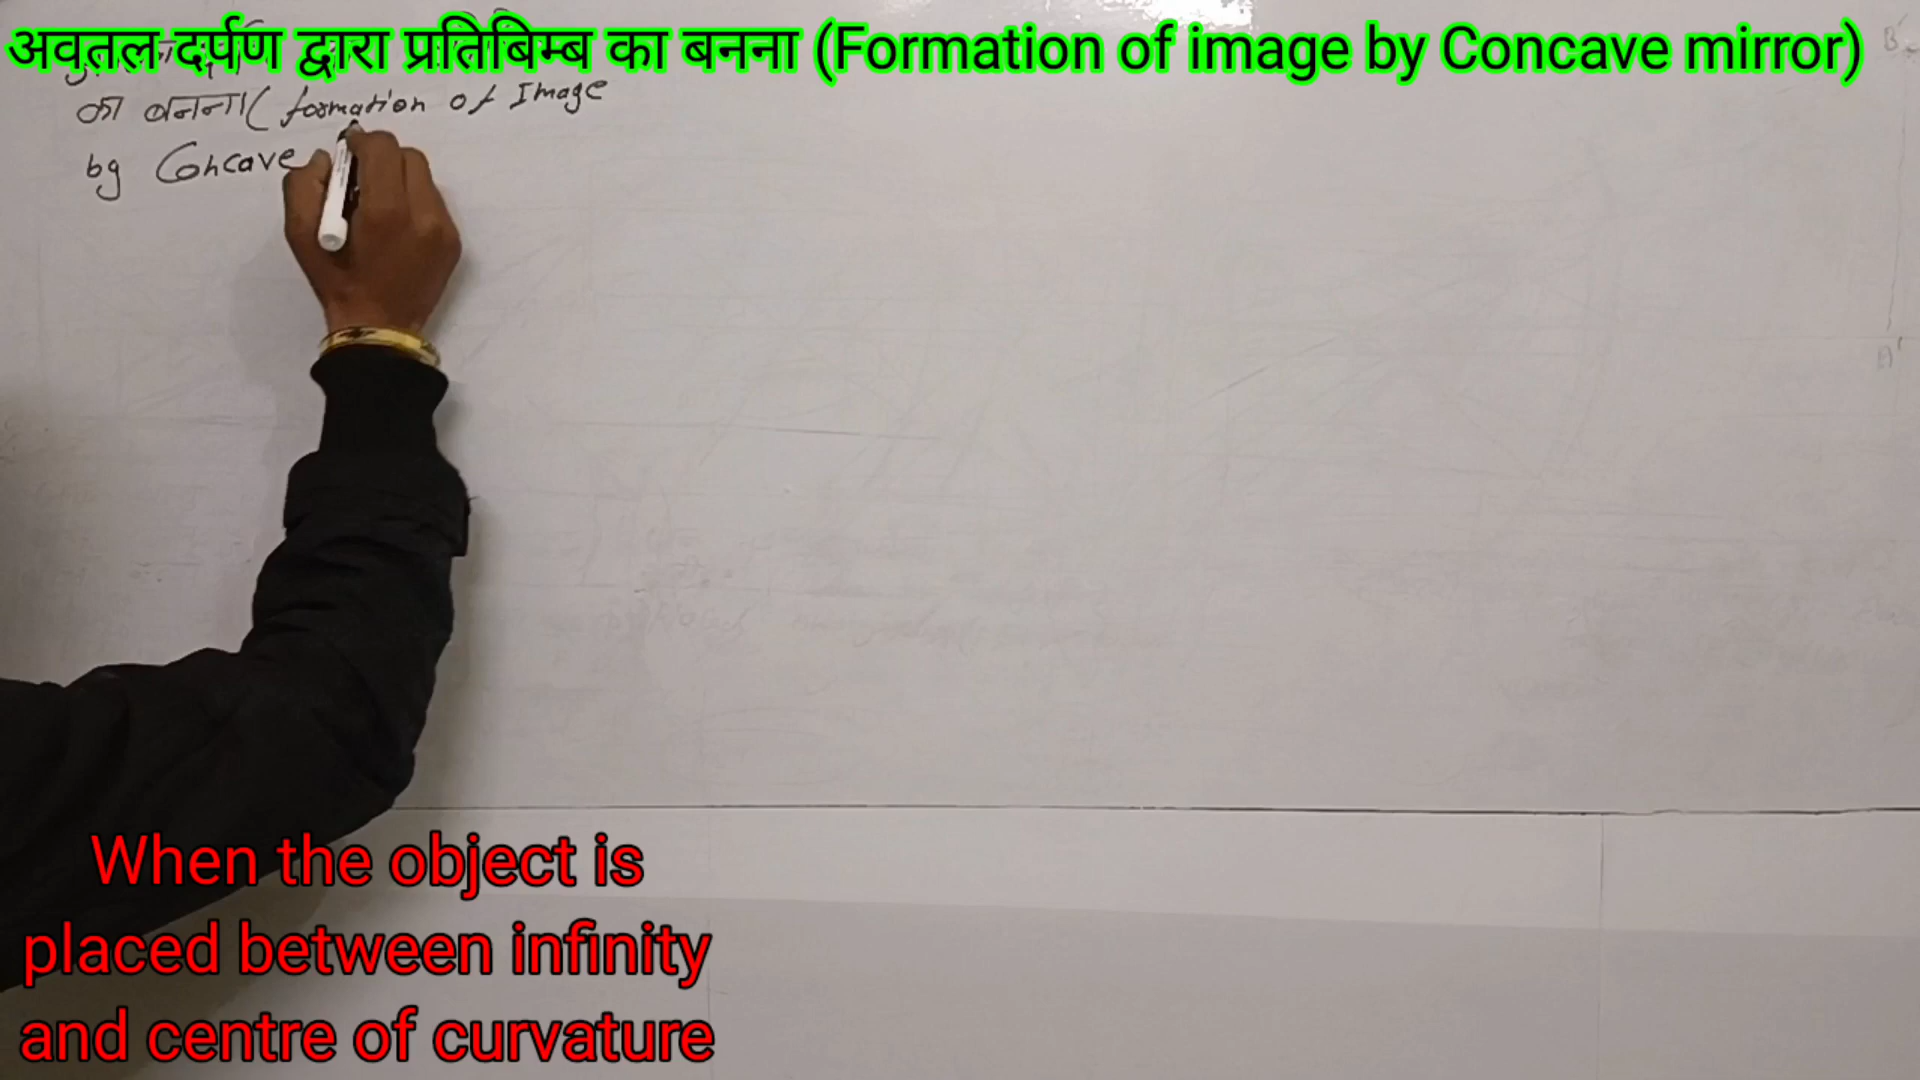 अवतल दर्पण द्वारा प्रतिबिम्ब का बनना (Formation of image by Concave mirror)
का बनना( formation of Image
by Concave
B'
A'
When the object is
placed between infinity
and centre of curvature